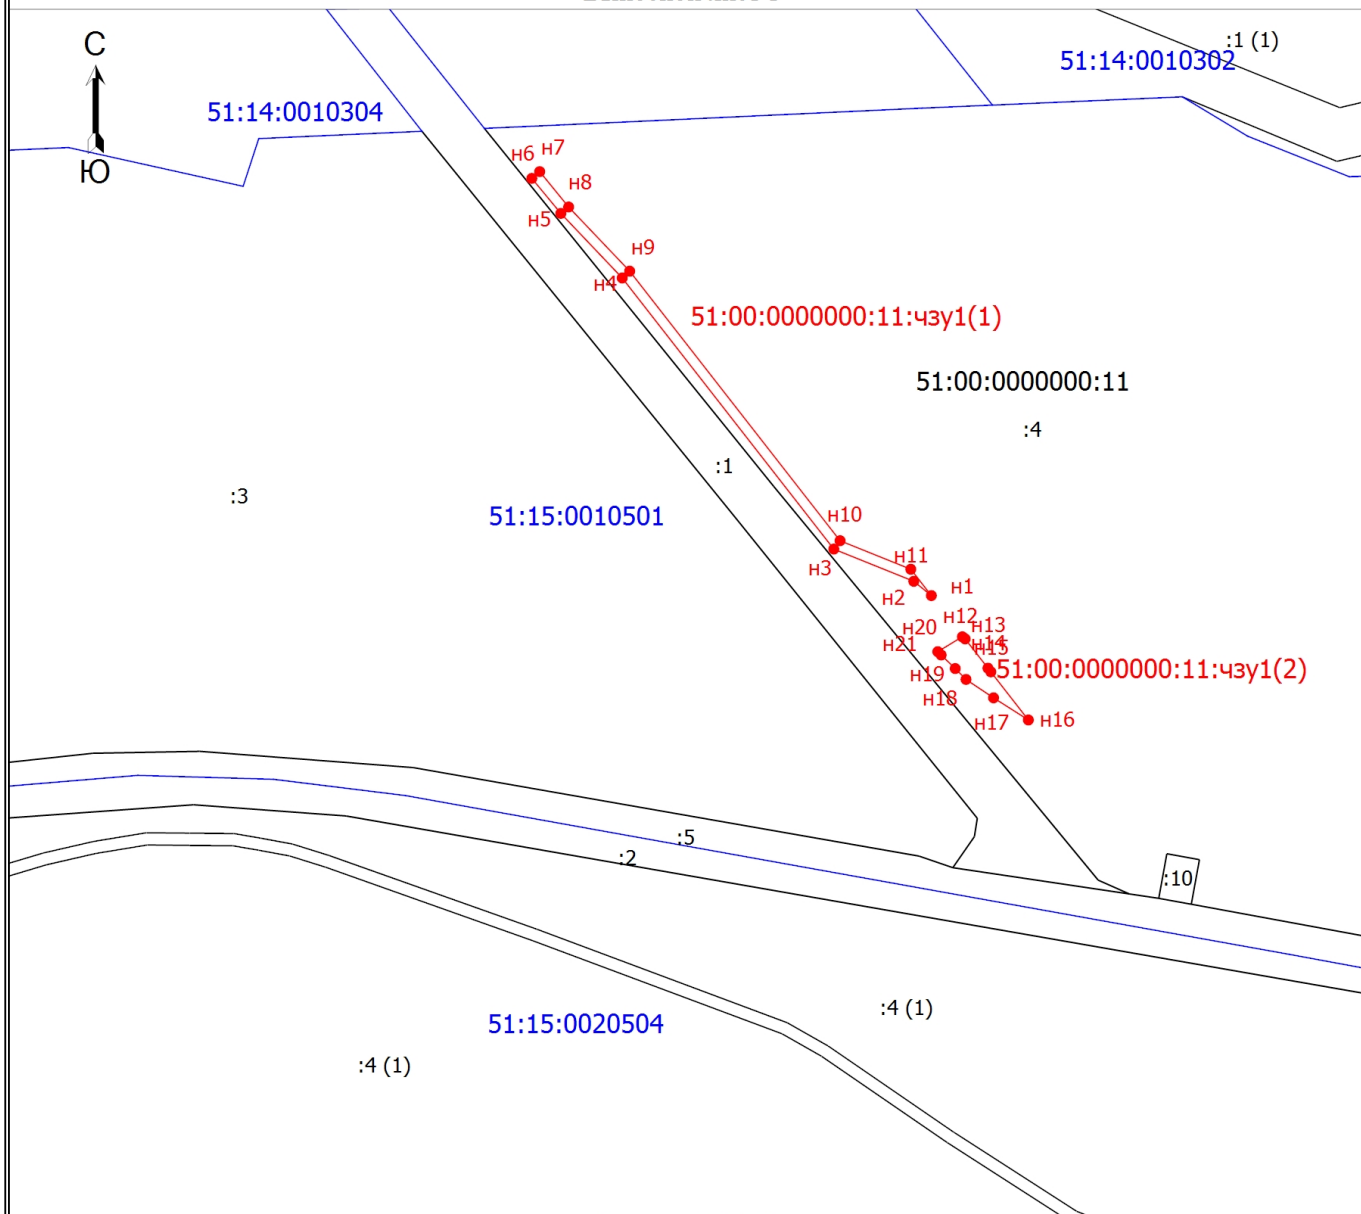 :1 (1)
С
51:14:0010302
51:14:0010304
Ю
н6
н7
н8
н5
н9
н4
51:00:0000000:11:чзу1(1)
51:00:0000000:11
:4
:1
:3
51:15:0010501
н10
н3
н11
н1
н2
н12
н20
н13
н14
н21
н15
51:00:0000000:11:чзу1(2)
н19
н18
н17
н16
:5
:2
:10
:4 (1)
51:15:0020504
:4 (1)